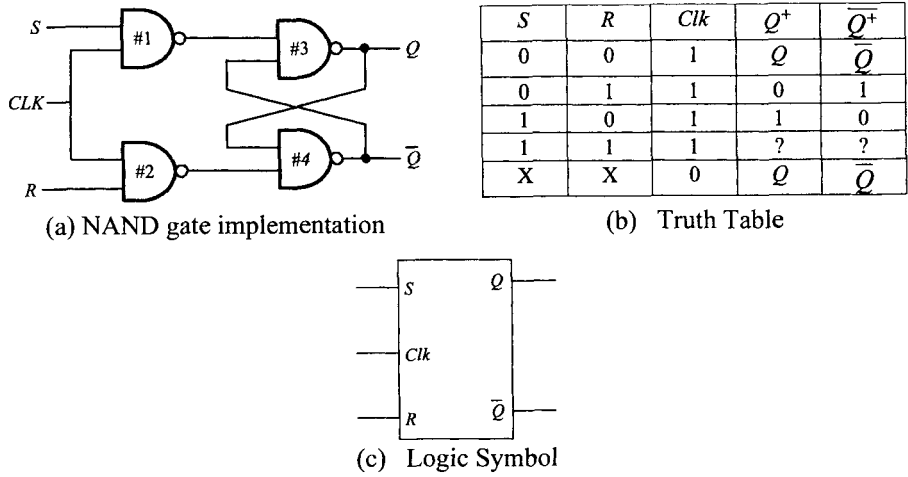 S
#1
#3
Q
CLK
#2
#4
Q̅
R
(a) NAND gate implementation
S R Clk Q⁺ Q̅⁺
0 0 1 Q Q̅
0 1 1 0 1
1 0 1 1 0
1 1 1 ? ?
X X 0 Q Q̅
(b) Truth Table
S Q
Clk
R Q̅
(c) Logic Symbol